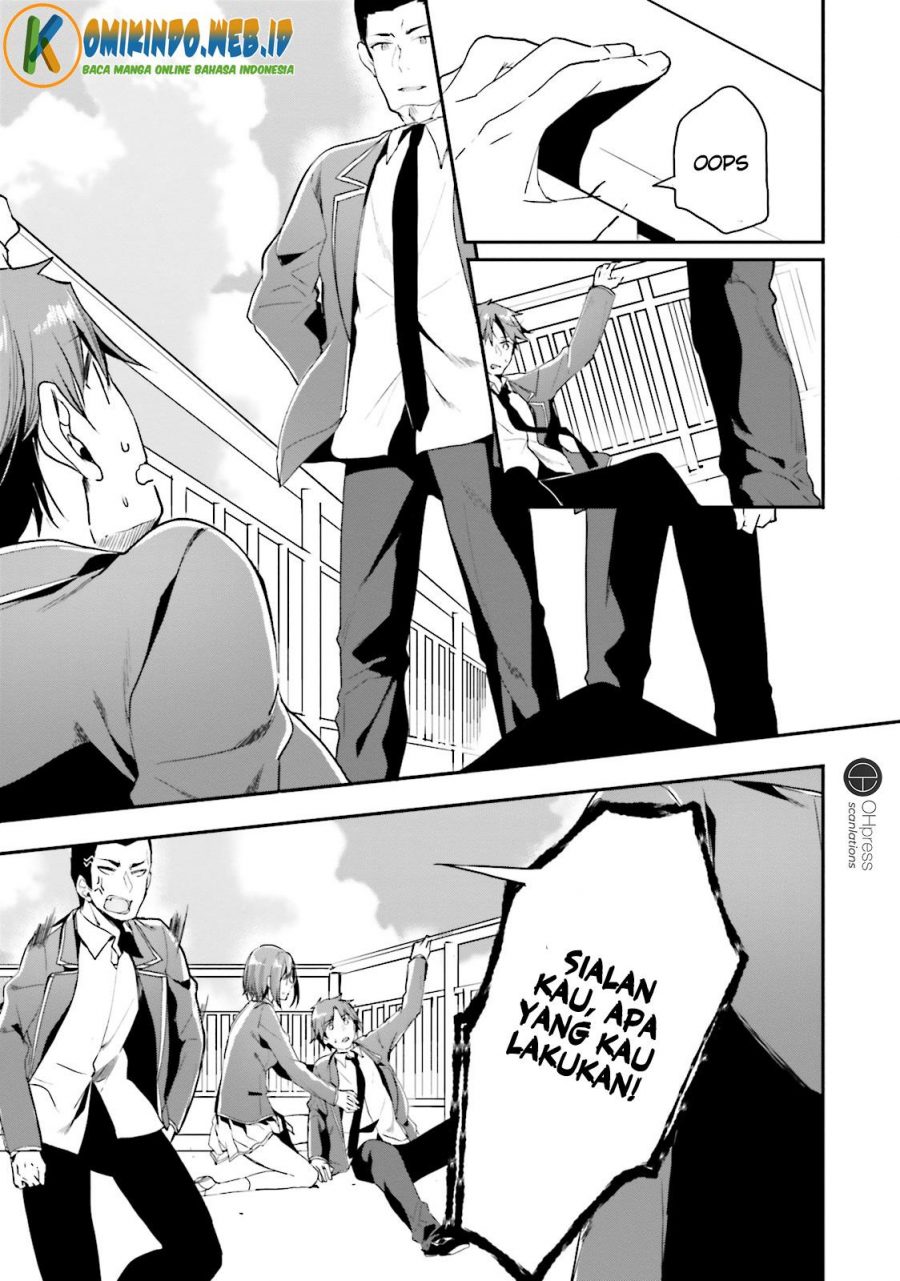 KOMIKINDO.WEB.ID
BACA MANGA ONLINE BAHASA INDONESIA
OOPS
OHpress
scanlations
SIALAN
KAU, APA
YANG KAU
LAKUKAN!